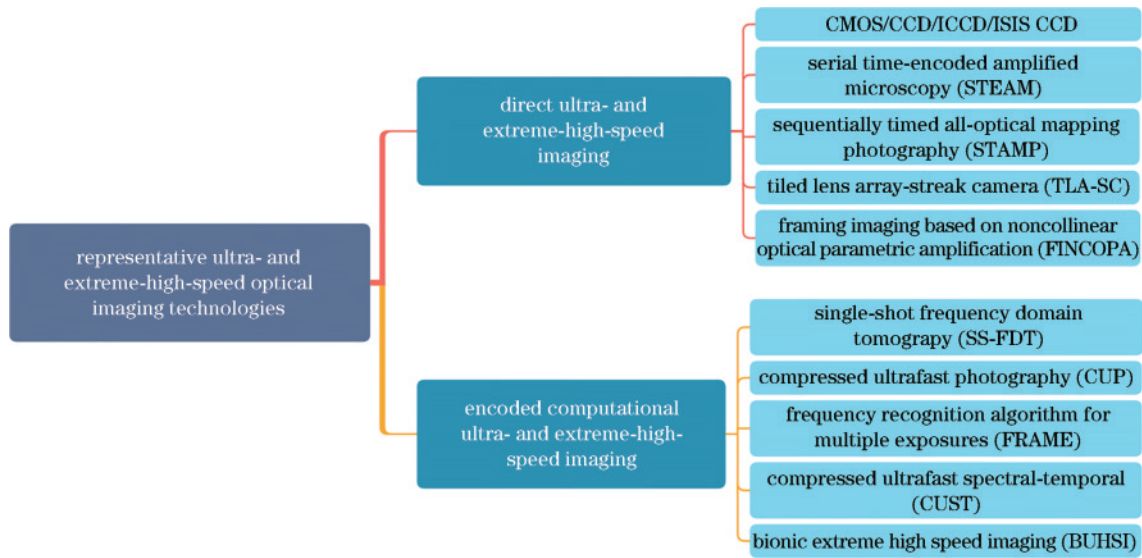 representative ultra- and
extreme-high-speed optical
imaging technologies
direct ultra- and
extreme-high-speed
imaging
CMOS/CCD/ICCD/ISIS CCD
serial time-encoded amplified
microscopy (STEAM)
sequentially timed all-optical mapping
photography (STAMP)
tiled lens array-streak camera (TLA-SC)
framing imaging based on noncollinear
optical parametric amplification (FINCOPA)
encoded computational
ultra- and extreme-high-
speed imaging
single-shot frequency domain
tomograpy (SS-FDT)
compressed ultrafast photography (CUP)
frequency recognition algorithm for
multiple exposures (FRAME)
compressed ultrafast spectral-temporal
(CUST)
bionic extreme high speed imaging (BUHSI)